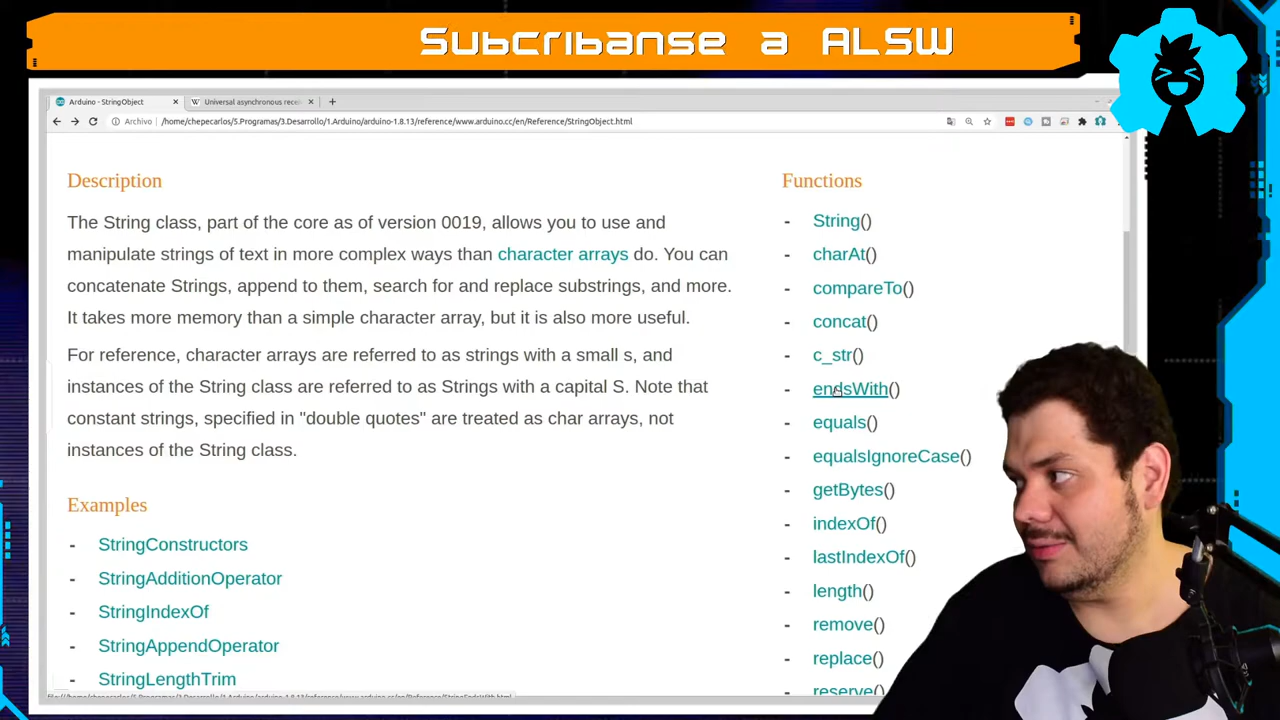 Subcribanse a ALSW
Arduino - StringObject
Universal asynchronous rece
Archivo
/home/chepecarlos/5.Programas/3.Desarrollo/1.Arduino/arduino-1.8.13/reference/www.arduino.cc/en/Reference/StringObject.html
Description
The String class, part of the core as of version 0019, allows you to use and
manipulate strings of text in more complex ways than character arrays do. You can
concatenate Strings, append to them, search for and replace substrings, and more.
It takes more memory than a simple character array, but it is also more useful.
For reference, character arrays are referred to as strings with a small s, and
instances of the String class are referred to as Strings with a capital S. Note that
constant strings, specified in "double quotes" are treated as char arrays, not
instances of the String class.
Examples
- StringConstructors
- StringAdditionOperator
- StringIndexOf
- StringAppendOperator
- StringLengthTrim
Functions
- String()
- charAt()
- compareTo()
- concat()
- c_str()
- endsWith()
- equals()
- equalsIgnoreCase()
- getBytes()
- indexOf()
- lastIndexOf()
- length()
- remove()
- replace()
- reserve()